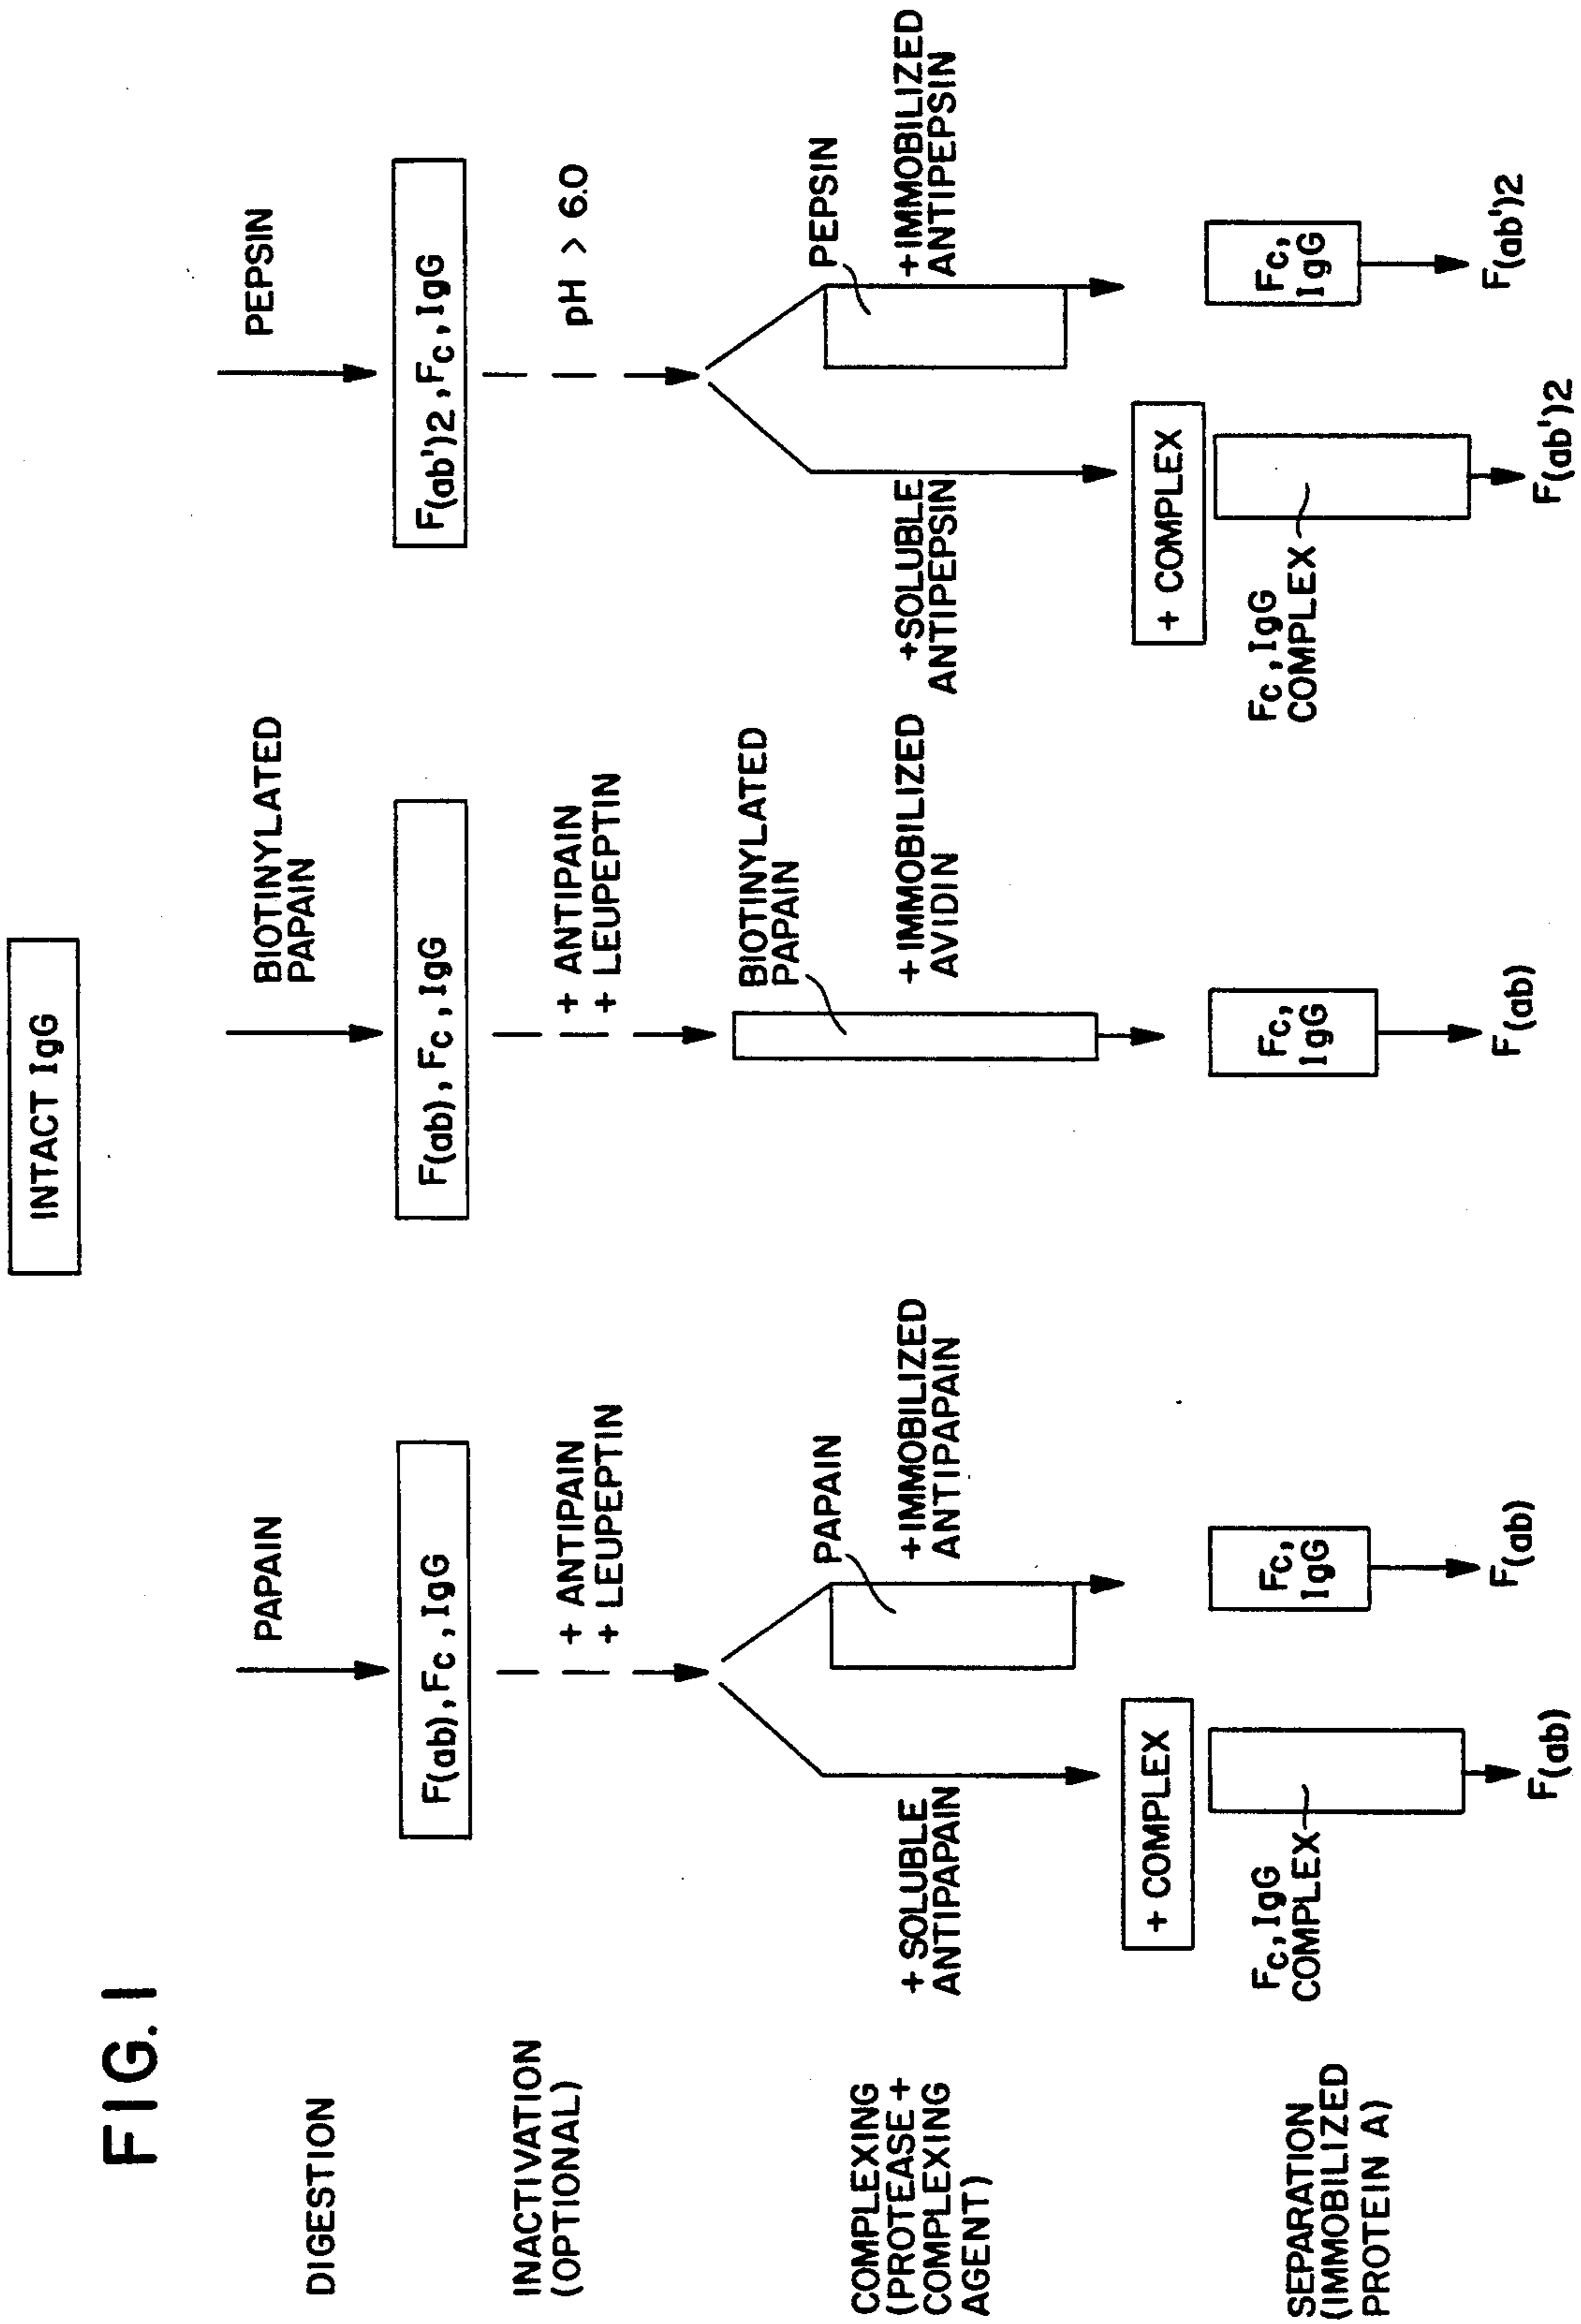 FIG. 1
INTACT IgG
DIGESTION
PAPAIN
BIOTINYLATED
PAPAIN
PEPSIN
F(ab), Fc, IgG
F(ab), Fc, IgG
F(ab')2, Fc, IgG
INACTIVATION
(OPTIONAL)
+ ANTIPAIN
+ LEUPEPTIN
+ ANTIPAIN
+ LEUPEPTIN
pH > 6.0
COMPLEXING
(PROTEASE +
COMPLEXING
AGENT)
+ SOLUBLE
ANTIPAPAIN
PAPAIN
+IMMOBILIZED
ANTIPAPAIN
BIOTINYLATED
PAPAIN
+ IMMOBILIZED
AVIDIN
+SOLUBLE
ANTIPEPSIN
PEPSIN
+IMMOBILIZED
ANTIPEPSIN
+ COMPLEX
+ COMPLEX
SEPARATION
(IMMOBILIZED
PROTEIN A)
Fc, IgG
COMPLEX
Fc,
IgG
Fc,
IgG
Fc, IgG
COMPLEX
Fc,
IgG
F(ab)
F(ab)
F(ab)
F(ab')2
F(ab')2